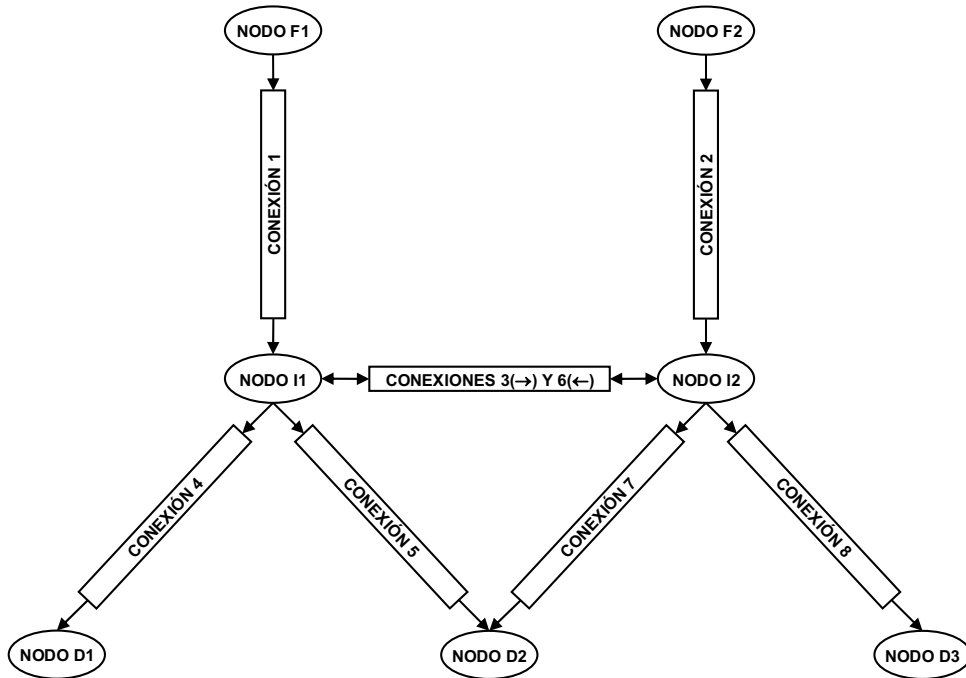 NODO F1
NODO F2
CONEXIÓN 1
CONEXIÓN 2
NODO I1
CONEXIONES 3(→) Y 6(←)
NODO I2
CONEXIÓN 4
CONEXIÓN 5
CONEXIÓN 7
CONEXIÓN 8
NODO D1
NODO D2
NODO D3